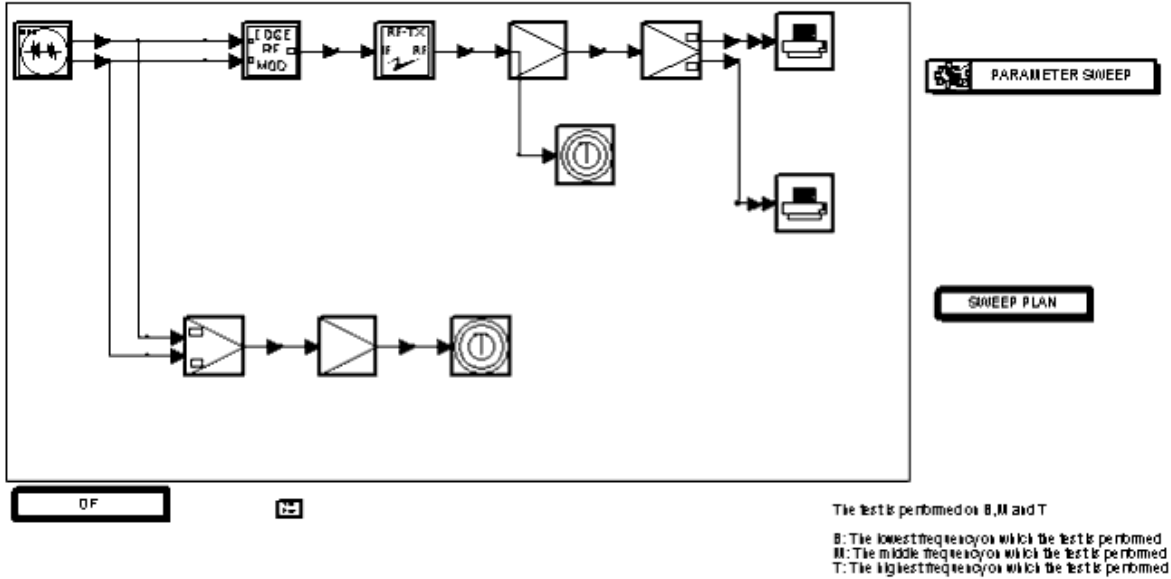 EDGE
RF
MOD
RF-TX
IF RF
T
T
PARAMETER SWEEP
SWEEP PLAN
DF
The test is performed on B,M and T
B: The lowest frequency on which the test is performed
M: The middle frequency on which the test is performed
T: The highest frequency on which the test is performed